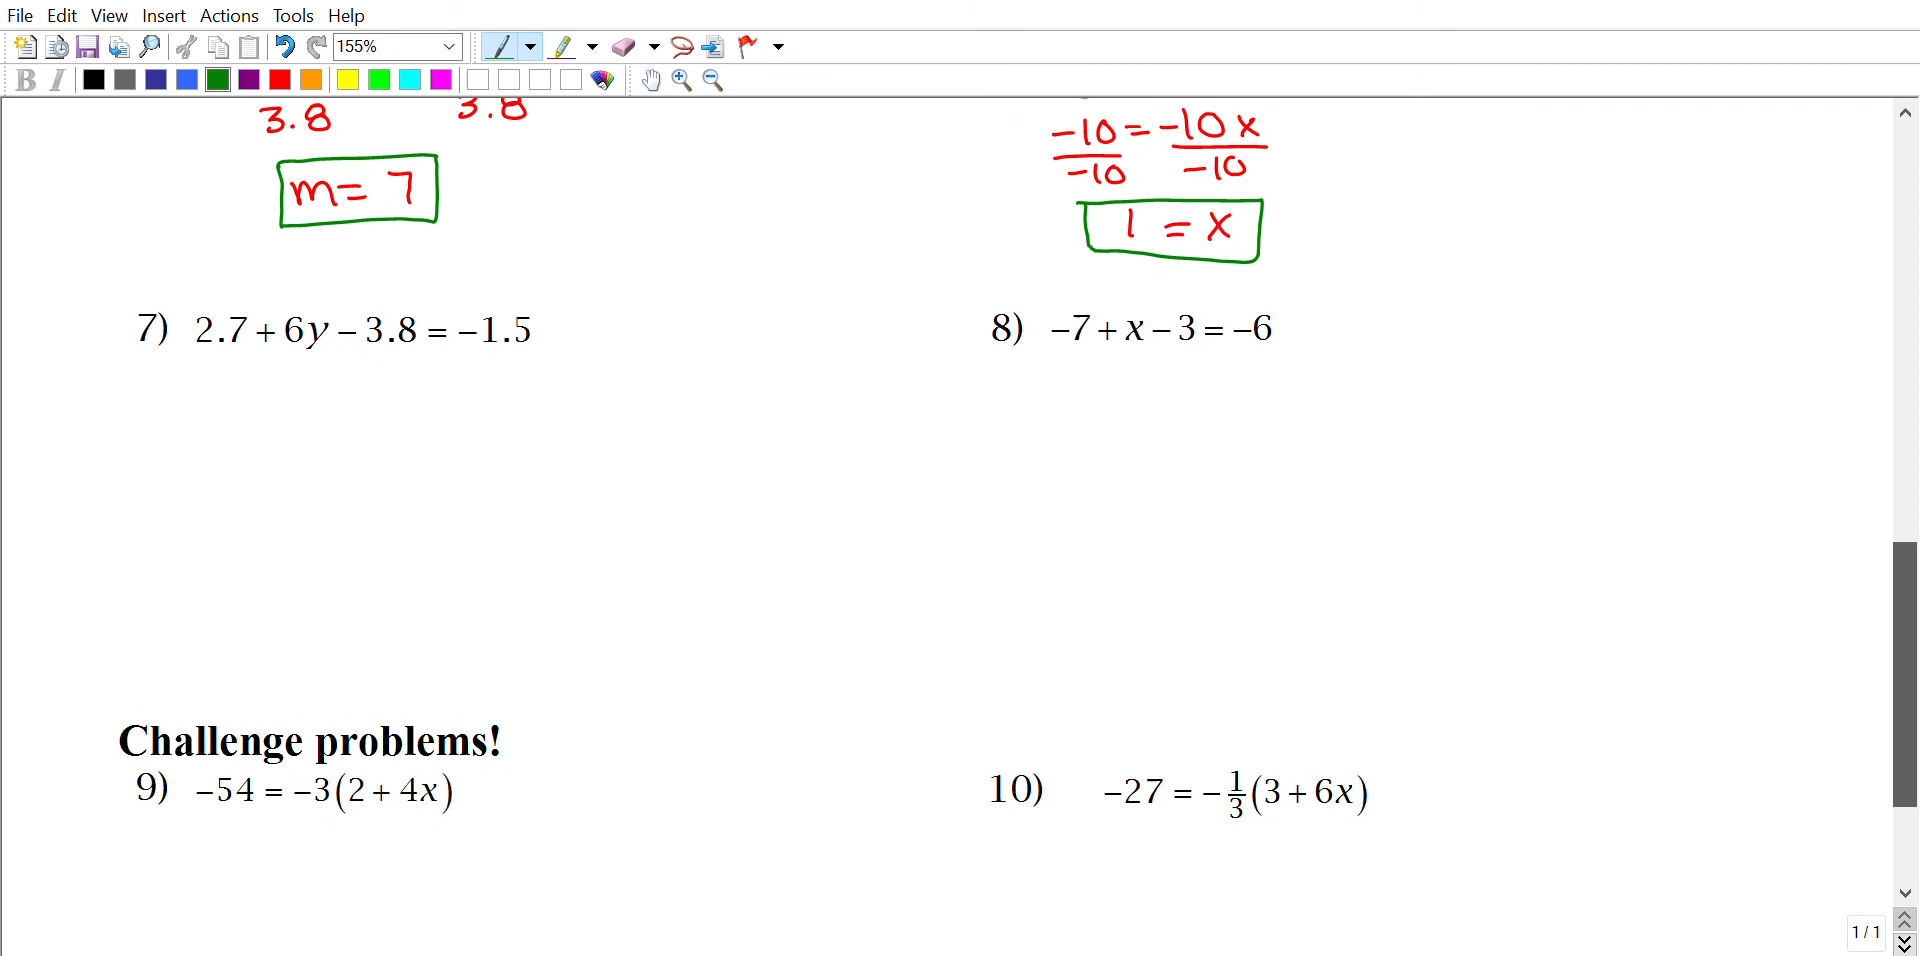 File Edit View Insert Actions Tools Help
155%
B I
3.8 3.8
m = 7
-10 = -10x
-10 -10
1 = x
7) 2.7 + 6y − 3.8 = −1.5
8) −7 + x − 3 = −6
Challenge problems!
9) −54 = −3(2 + 4x)
10) −27 = −1/3(3 + 6x)
1 / 1